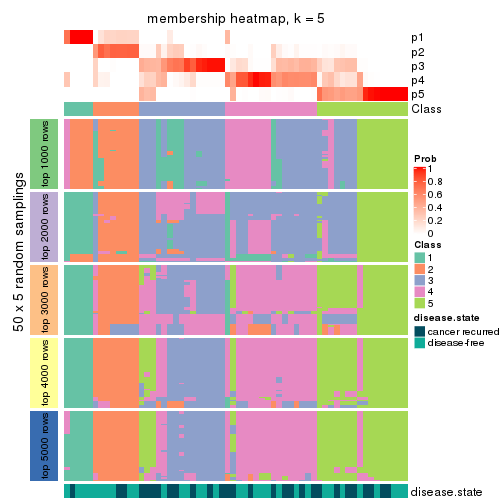 membership heatmap, k = 5
p1
p2
p3
p4
p5
Class
50 x 5 random samplings
top 1000 rows
top 2000 rows
top 3000 rows
top 4000 rows
top 5000 rows
disease.state
Prob
1
0.8
0.6
0.4
0.2
0
Class
1
2
3
4
5
disease.state
cancer recurred
disease-free